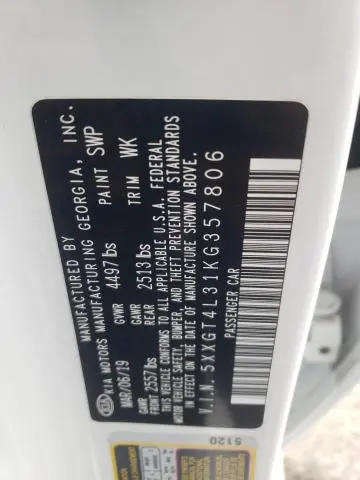 MANUFACTURED BY
KIA MOTORS MANUFACTURING GEORGIA, INC.
KIA
MAR/06/19 GVWR 4497lbs PAINT SWP
GAWR FRONT 2557lbs GAWR REAR 2513lbs TRIM WK
THIS VEHICLE CONFORMS TO ALL APPLICABLE U.S.A. FEDERAL
MOTOR VEHICLE SAFETY, BUMPER, AND THEFT PREVENTION STANDARDS
IN EFFECT ON THE DATE OF MANUFACTURE SHOWN ABOVE.
V.I.N. 5XXGT4L31KG357806
PASSENGER CAR
5120